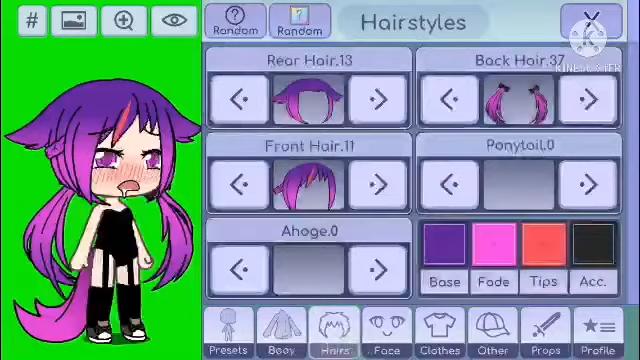 #
?
Random
?
Random
Hairstyles
KINEMASTER
Rear Hair.13
Back Hair.37
Front Hair.11
Ponytail.0
Ahoge.0
Base
Fade
Tips
Acc.
Presets
Body
Hairs
Face
Clothes
Other
Props
Profile